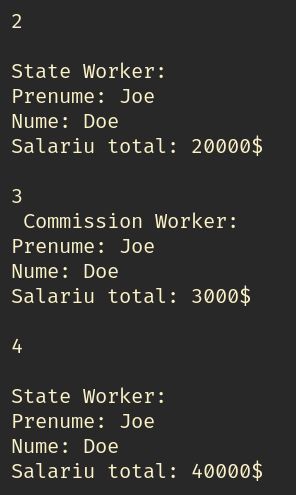 2
State Worker:
Prenume: Joe
Nume: Doe
Salariu total: 20000$
3
Commission Worker:
Prenume: Joe
Nume: Doe
Salariu total: 3000$
4
State Worker:
Prenume: Joe
Nume: Doe
Salariu total: 40000$